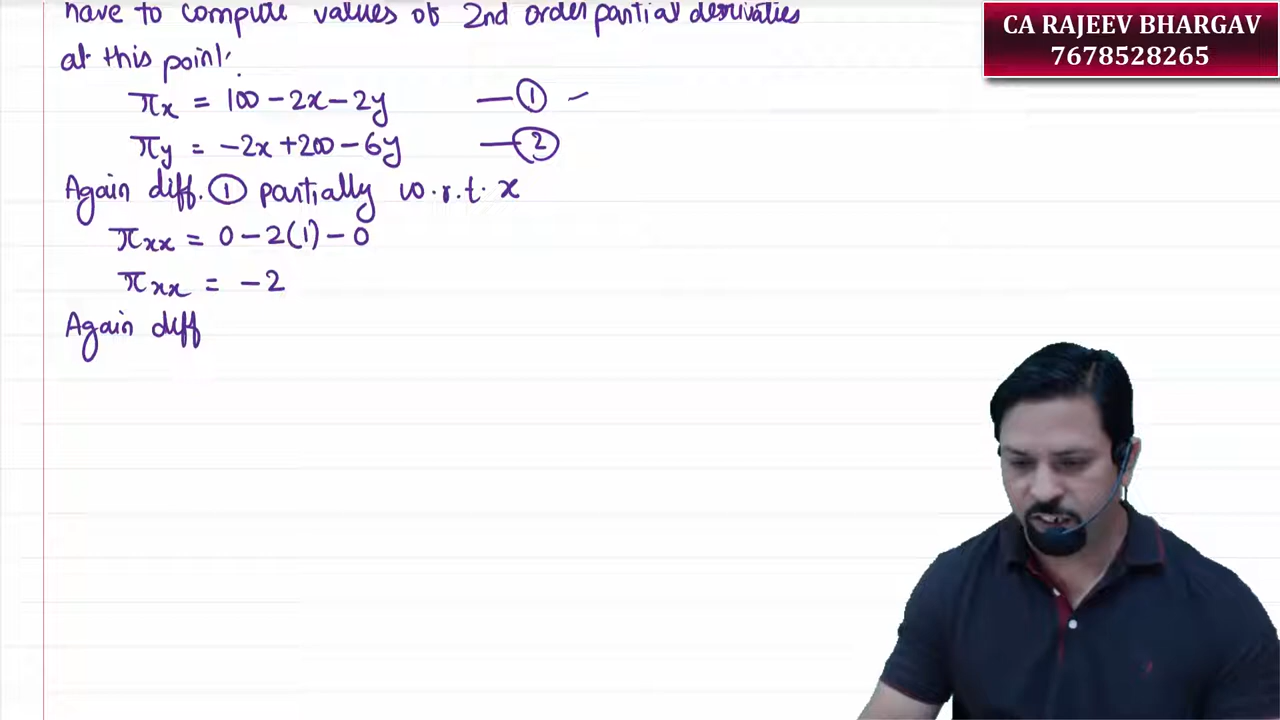 have to compute values of 2nd order partial derivaties
at this point.
πx = 100 - 2x - 2y — ①
πy = -2x + 200 - 6y — ②
Again diff. ① partially w.r.t. x
πxx = 0 - 2(1) - 0
πxx = -2
Again diff
CA RAJEEV BHARGAV
7678528265